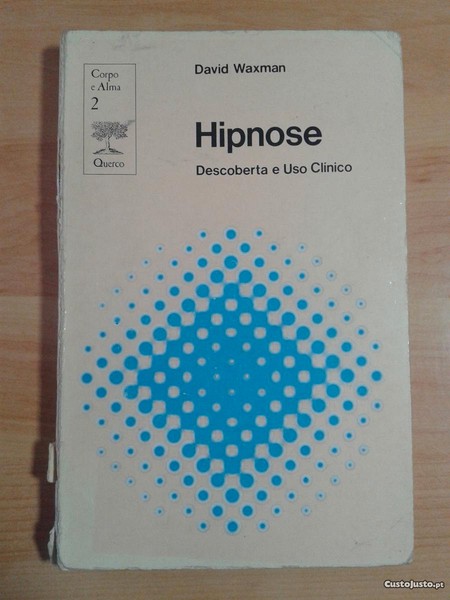 David Waxman
Corpo
e Alma
2
Querco
Hipnose
Descoberta e Uso Clinico
CustoJusto.pt